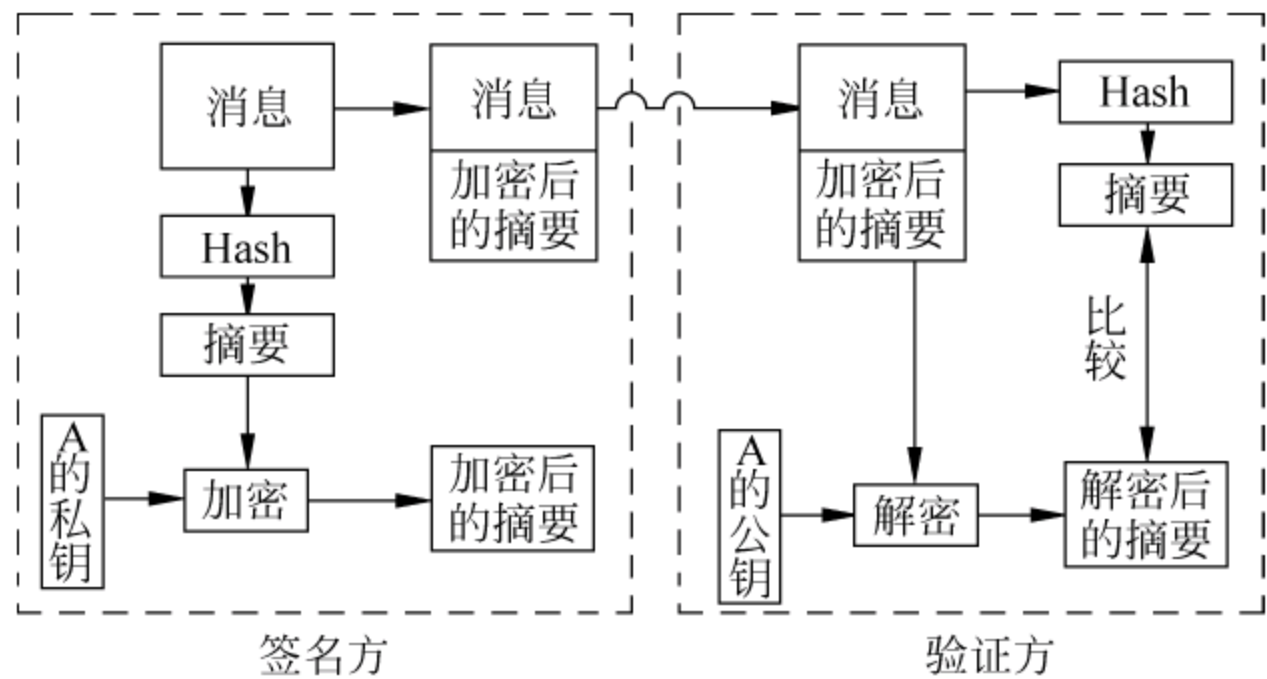 消息
Hash
摘要
A
的
私
钥
加密
消息
加密后
的摘要
加密后
的摘要
签名方
消息
加密后
的摘要
Hash
摘要
比
较
A
的
公
钥
解密
解密后
的摘要
验证方